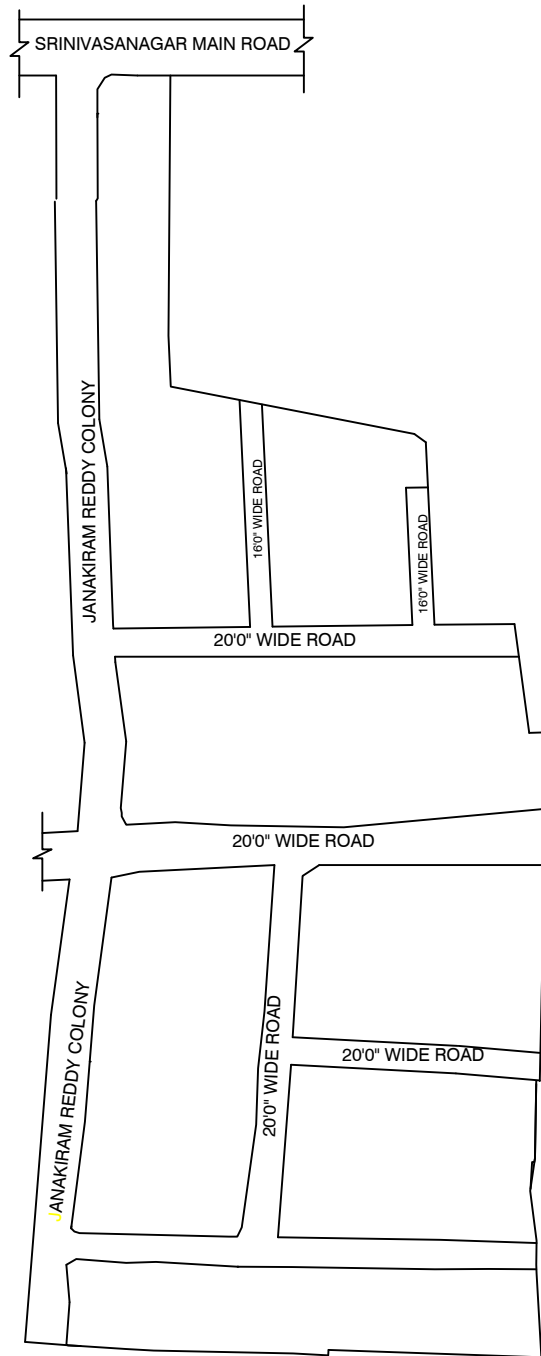 SRINIVASANAGAR MAIN ROAD
JANAKIRAM REDDY COLONY
16'0" WIDE ROAD
16'0" WIDE ROAD
20'0" WIDE ROAD
20'0" WIDE ROAD
JANAKIRAM REDDY COLONY
20'0" WIDE ROAD
20'0" WIDE ROAD